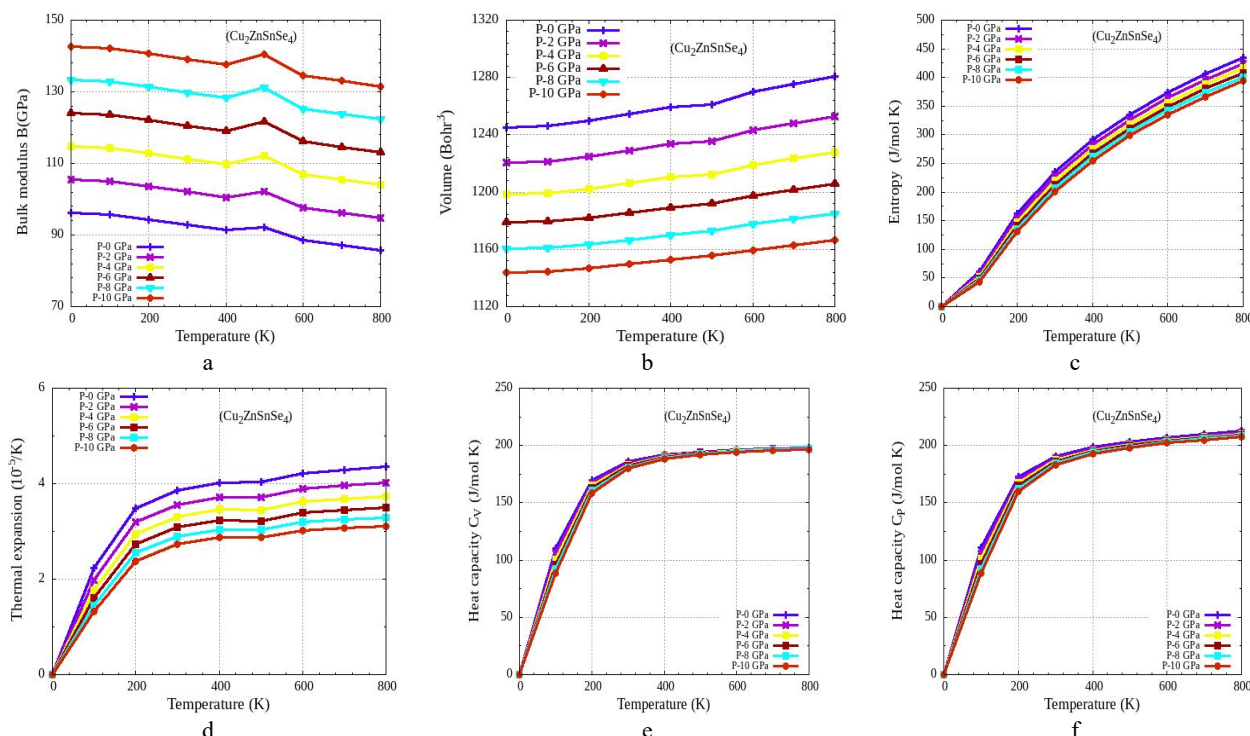 150
130
110
90
70
Bulk modulus B(GPa)
(Cu₂ZnSnSe₄)
P-0 GPa
P-2 GPa
P-4 GPa
P-6 GPa
P-8 GPa
P-10 GPa
0 200 400 600 800
Temperature (K)
a
1320
1280
1240
1200
1160
1120
Volume (Bohr⁻³)
(Cu₂ZnSnSe₄)
P-0 GPa
P-2 GPa
P-4 GPa
P-6 GPa
P-8 GPa
P-10 GPa
0 200 400 600 800
Temperature (K)
b
500
450
400
350
300
250
200
150
100
50
0
Entropy (J/mol K)
(Cu₂ZnSnSe₄)
P-0 GPa
P-2 GPa
P-4 GPa
P-6 GPa
P-8 GPa
P-10 GPa
0 200 400 600 800
Temperature (K)
c
6
4
2
0
Thermal expansion (10⁻⁵/K)
P-0 GPa
P-2 GPa
P-4 GPa
P-6 GPa
P-8 GPa
P-10 GPa
(Cu₂ZnSnSe₄)
0 200 400 600 800
Temperature (K)
d
250
200
150
100
50
0
Heat capacity C_V (J/mol K)
(Cu₂ZnSnSe₄)
P-0 GPa
P-2 GPa
P-4 GPa
P-6 GPa
P-8 GPa
P-10 GPa
0 200 400 600 800
Temperature (K)
e
250
200
150
100
50
0
Heat capacity C_P (J/mol K)
(Cu₂ZnSnSe₄)
P-0 GPa
P-2 GPa
P-4 GPa
P-6 GPa
P-8 GPa
P-10 GPa
0 200 400 600 800
Temperature (K)
f